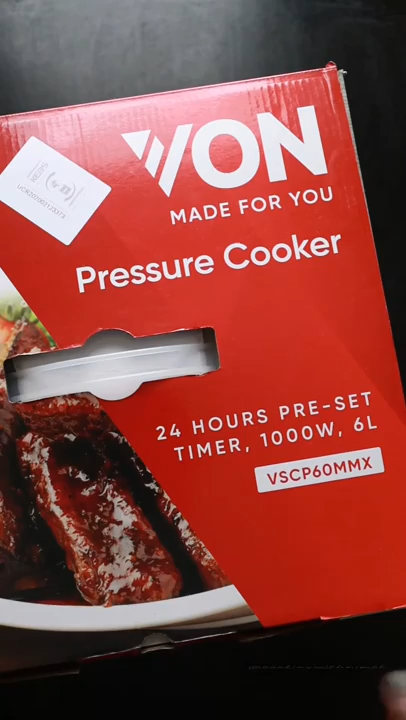 VON
MADE FOR YOU
Pressure Cooker
24 HOURS PRE-SET
TIMER, 1000W, 6L
VSCP60MMX